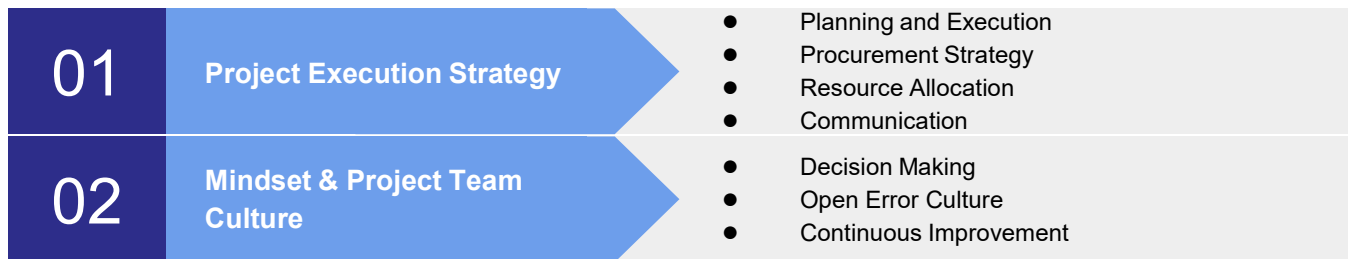 01
Project Execution Strategy
● Planning and Execution
● Procurement Strategy
● Resource Allocation
● Communication
02
Mindset & Project Team
Culture
● Decision Making
● Open Error Culture
● Continuous Improvement